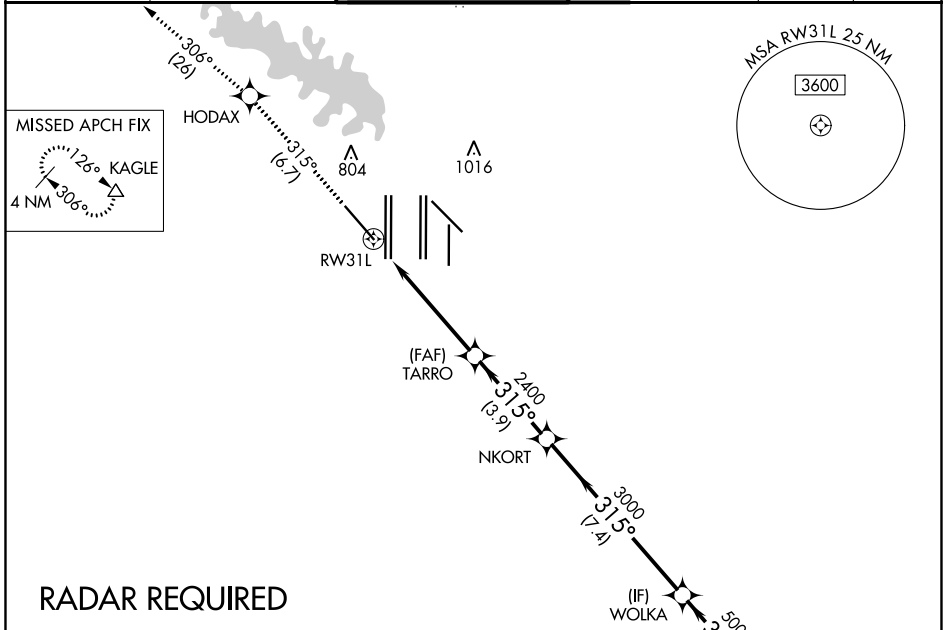 306°
(26)
HODAX
MSA RW31L 25 NM
3600
MISSED APCH FIX
126°
KAGLE
4 NM
306°
315°
(6.7)
804
1016
RW31L
(FAF)
TARRO
2400
315°
(3.9)
NKORT
3000
315°
(7.4)
RADAR REQUIRED
(IF)
WOLKA